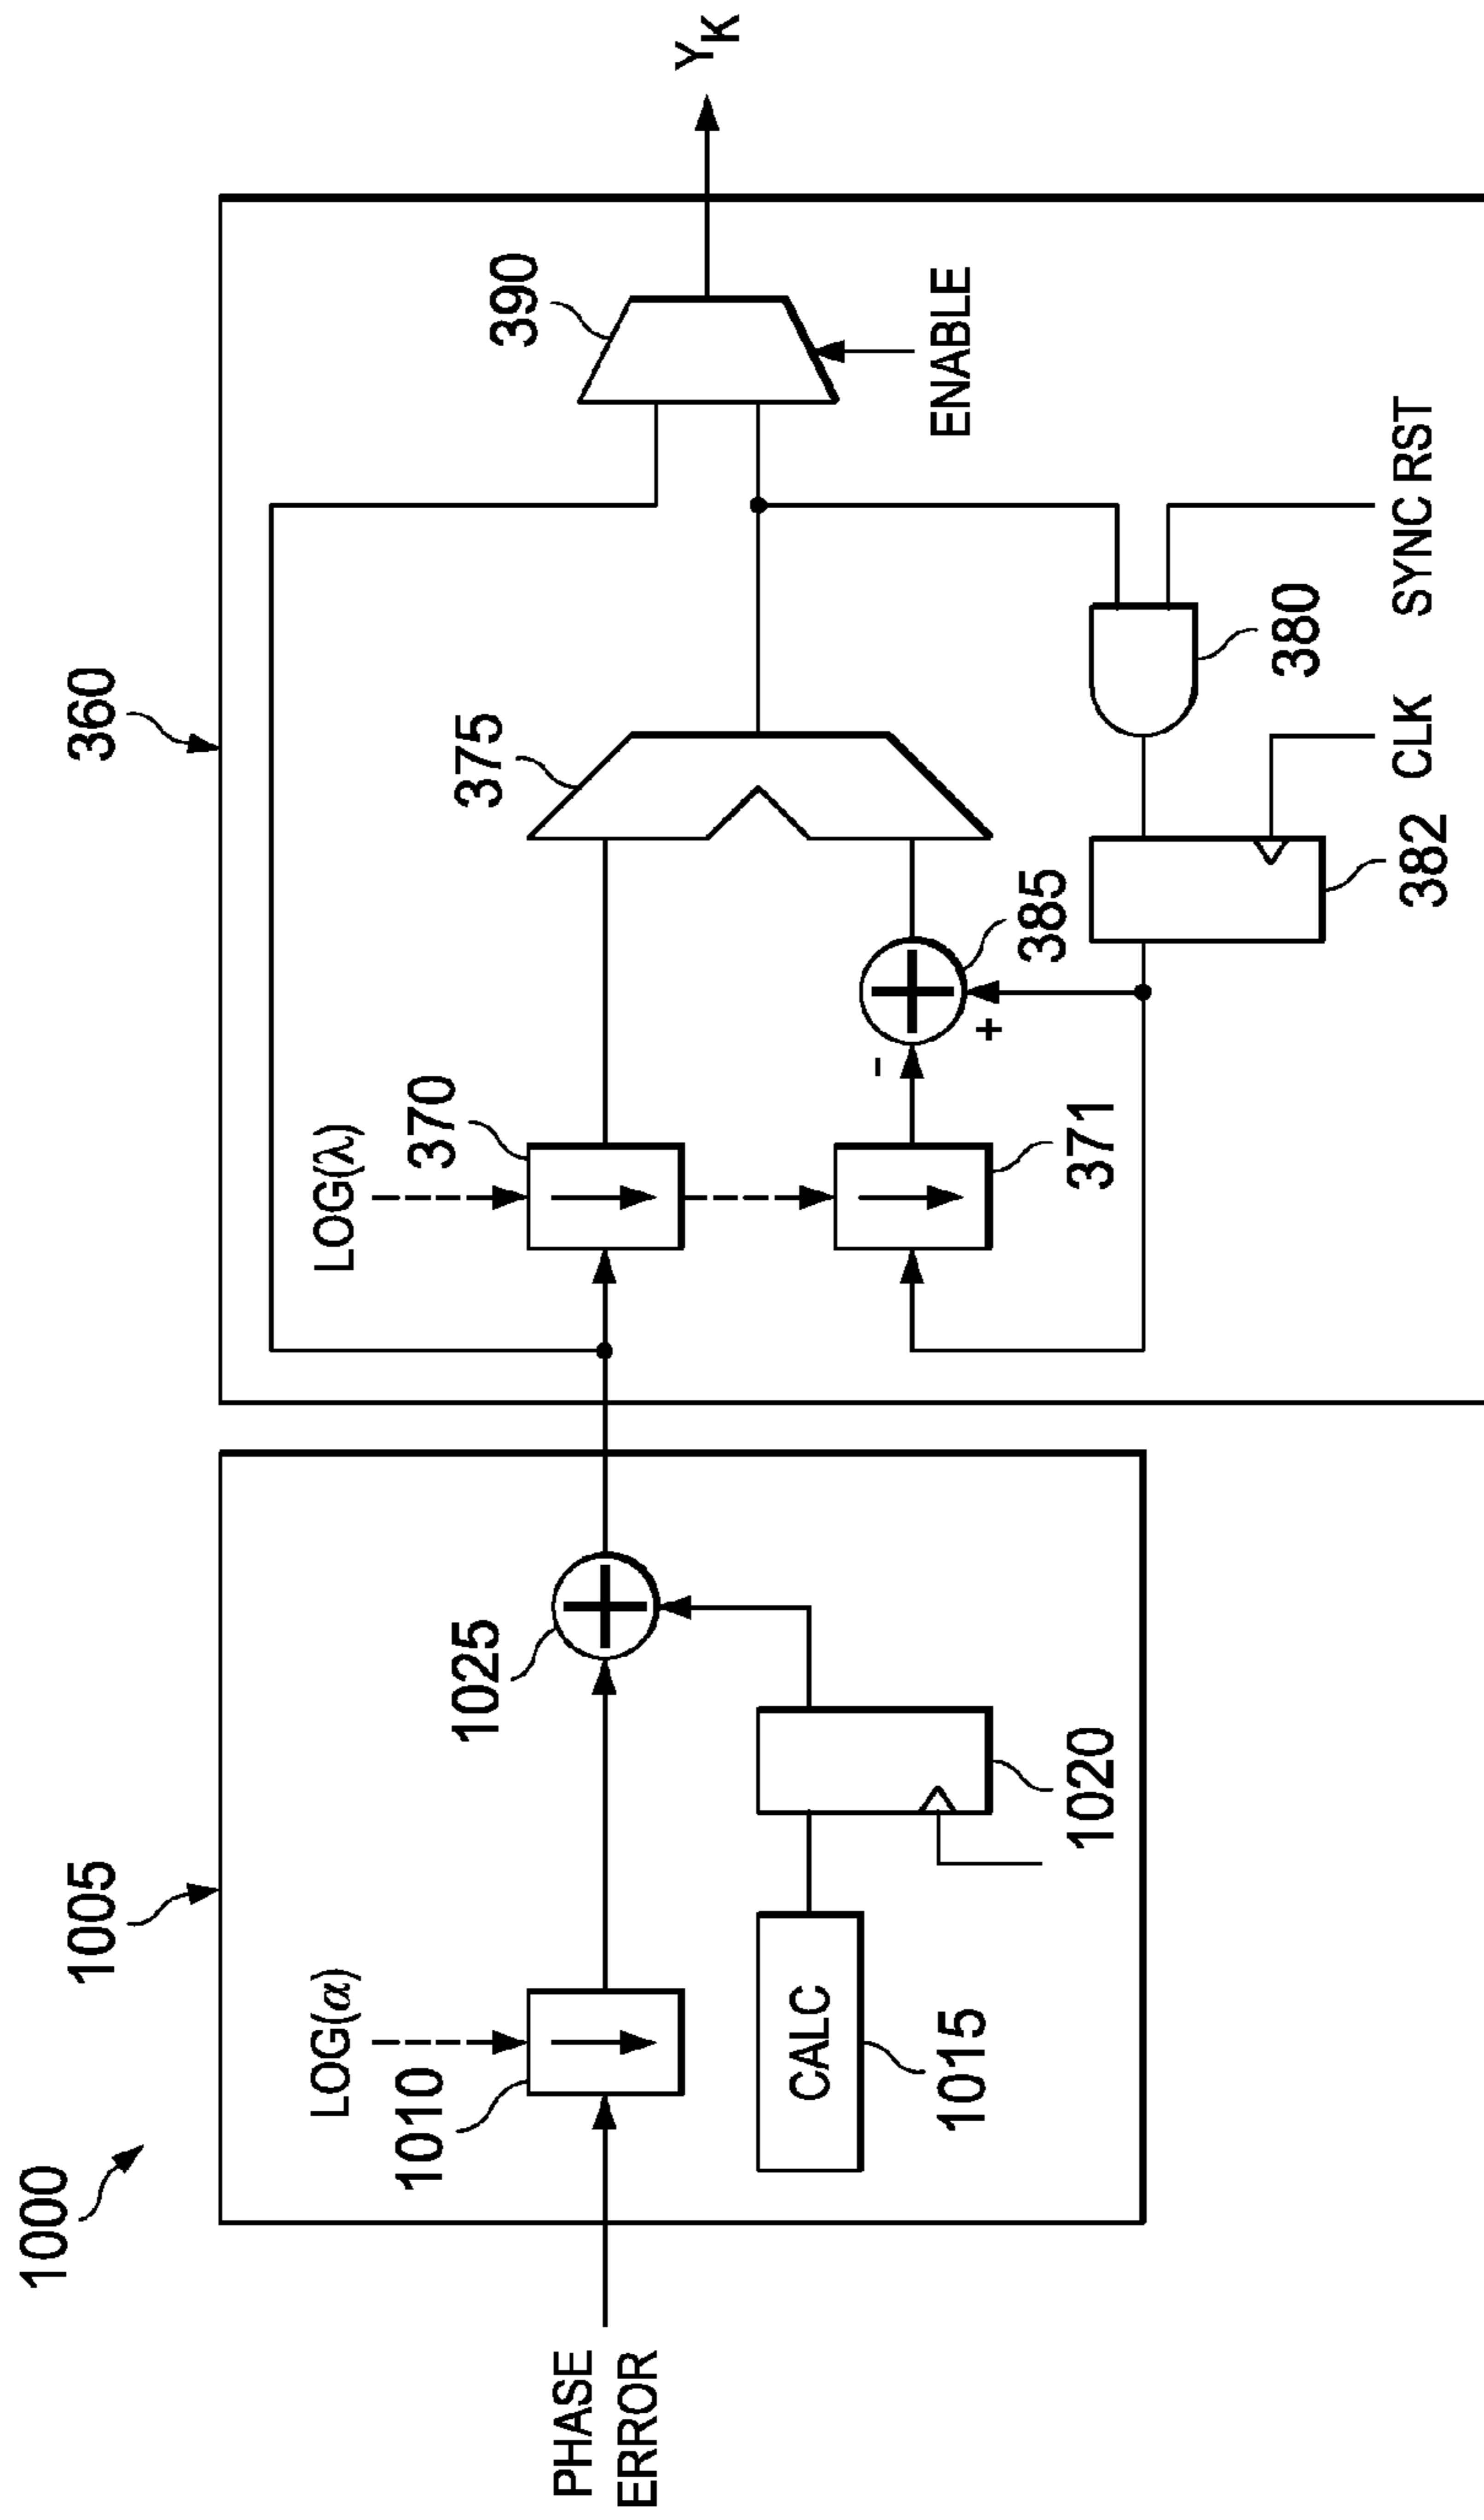 1000
1005
360
LOG(α)
1010
PHASE
ERROR
CALC
1015
1020
1025
LOG(λ)
370
371
375
385
-
+
382
CLK
380
SYNC RST
390
ENABLE
YK